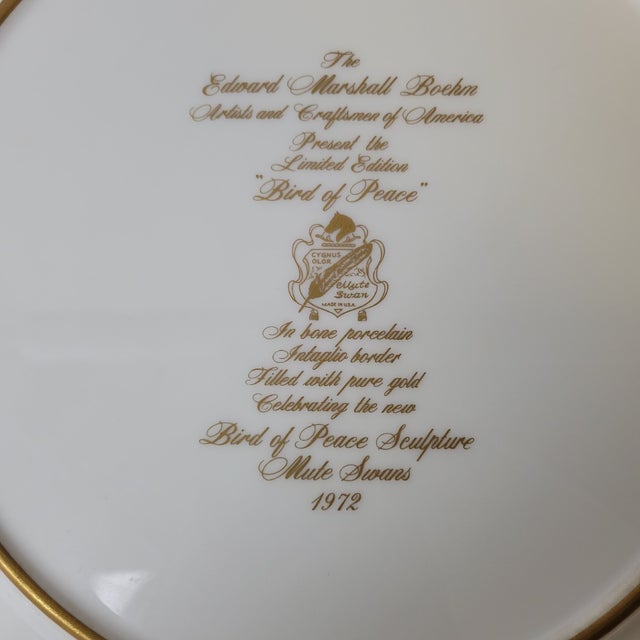 The
Edward Marshall Boehm
Artists and Craftsmen of America
Present the
Limited Edition
"Bird of Peace"
CYGNUS
OLOR
Mute
Swan
MADE IN U.S.A.
In bone porcelain
Intaglio border
Filled with pure gold
Celebrating the new
Bird of Peace Sculpture
Mute Swans
1972